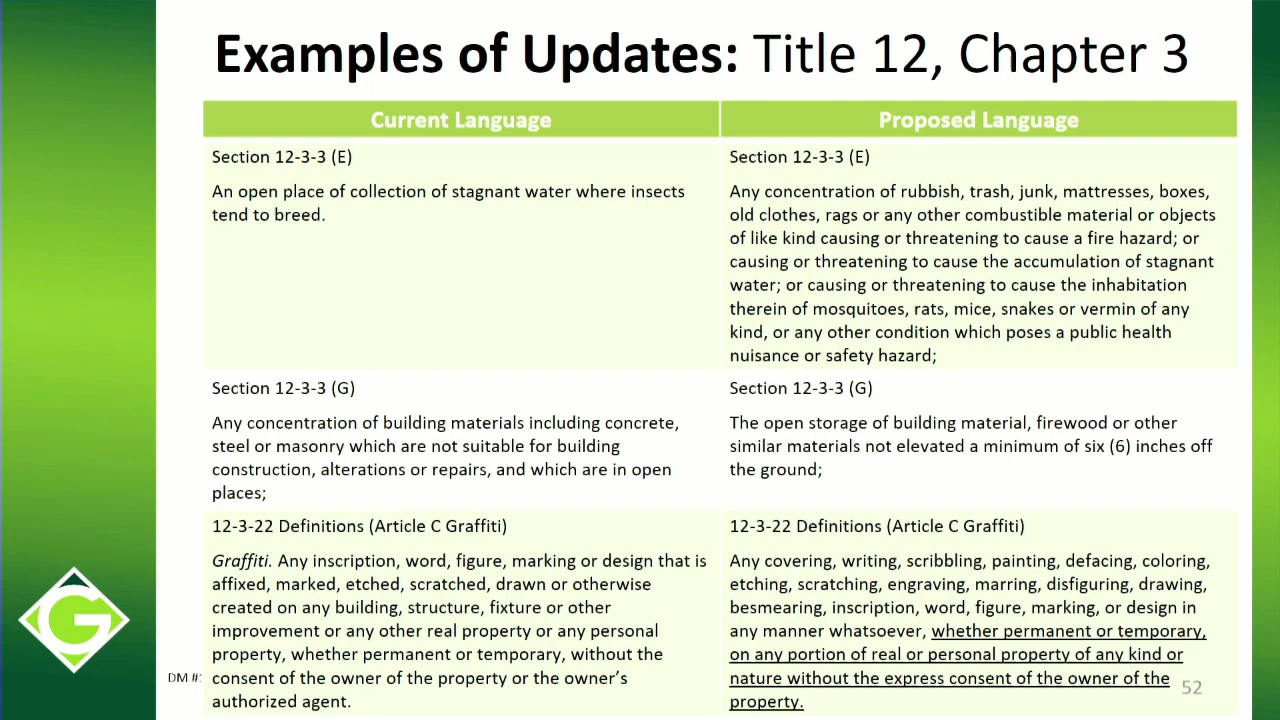 Examples of Updates: Title 12, Chapter 3
Current Language
Proposed Language
Section 12-3-3 (E)
An open place of collection of stagnant water where insects
tend to breed.
Section 12-3-3 (E)
Any concentration of rubbish, trash, junk, mattresses, boxes,
old clothes, rags or any other combustible material or objects
of like kind causing or threatening to cause a fire hazard; or
causing or threatening to cause the accumulation of stagnant
water; or causing or threatening to cause the inhabitation
therein of mosquitoes, rats, mice, snakes or vermin of any
kind, or any other condition which poses a public health
nuisance or safety hazard;
Section 12-3-3 (G)
Any concentration of building materials including concrete,
steel or masonry which are not suitable for building
construction, alterations or repairs, and which are in open
places;
Section 12-3-3 (G)
The open storage of building material, firewood or other
similar materials not elevated a minimum of six (6) inches off
the ground;
12-3-22 Definitions (Article C Graffiti)
Graffiti. Any inscription, word, figure, marking or design that is
affixed, marked, etched, scratched, drawn or otherwise
created on any building, structure, fixture or other
improvement or any other real property or any personal
property, whether permanent or temporary, without the
consent of the owner of the property or the owner's
authorized agent.
12-3-22 Definitions (Article C Graffiti)
Any covering, writing, scribbling, painting, defacing, coloring,
etching, scratching, engraving, marring, disfiguring, drawing,
besmearing, inscription, word, figure, marking, or design in
any manner whatsoever, whether permanent or temporary,
on any portion of real or personal property of any kind or
nature without the express consent of the owner of the
property.
G
DM #:
52